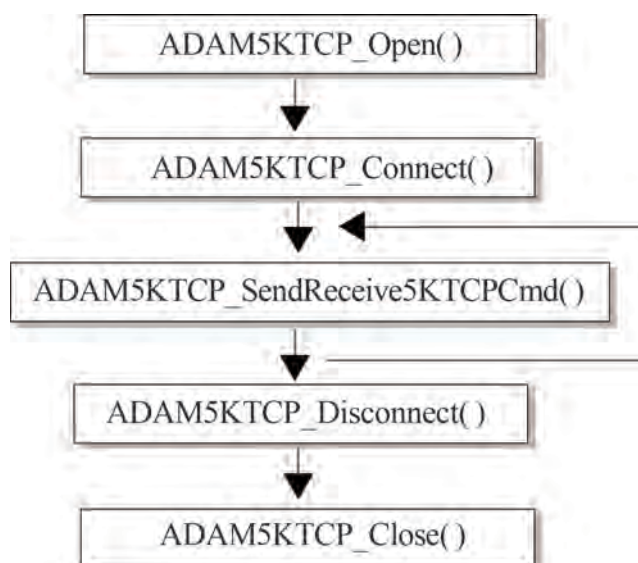 ADAM5KTCP_Open( )
ADAM5KTCP_Connect( )
ADAM5KTCP_SendReceive5KTCPCmd( )
ADAM5KTCP_Disconnect( )
ADAM5KTCP_Close( )